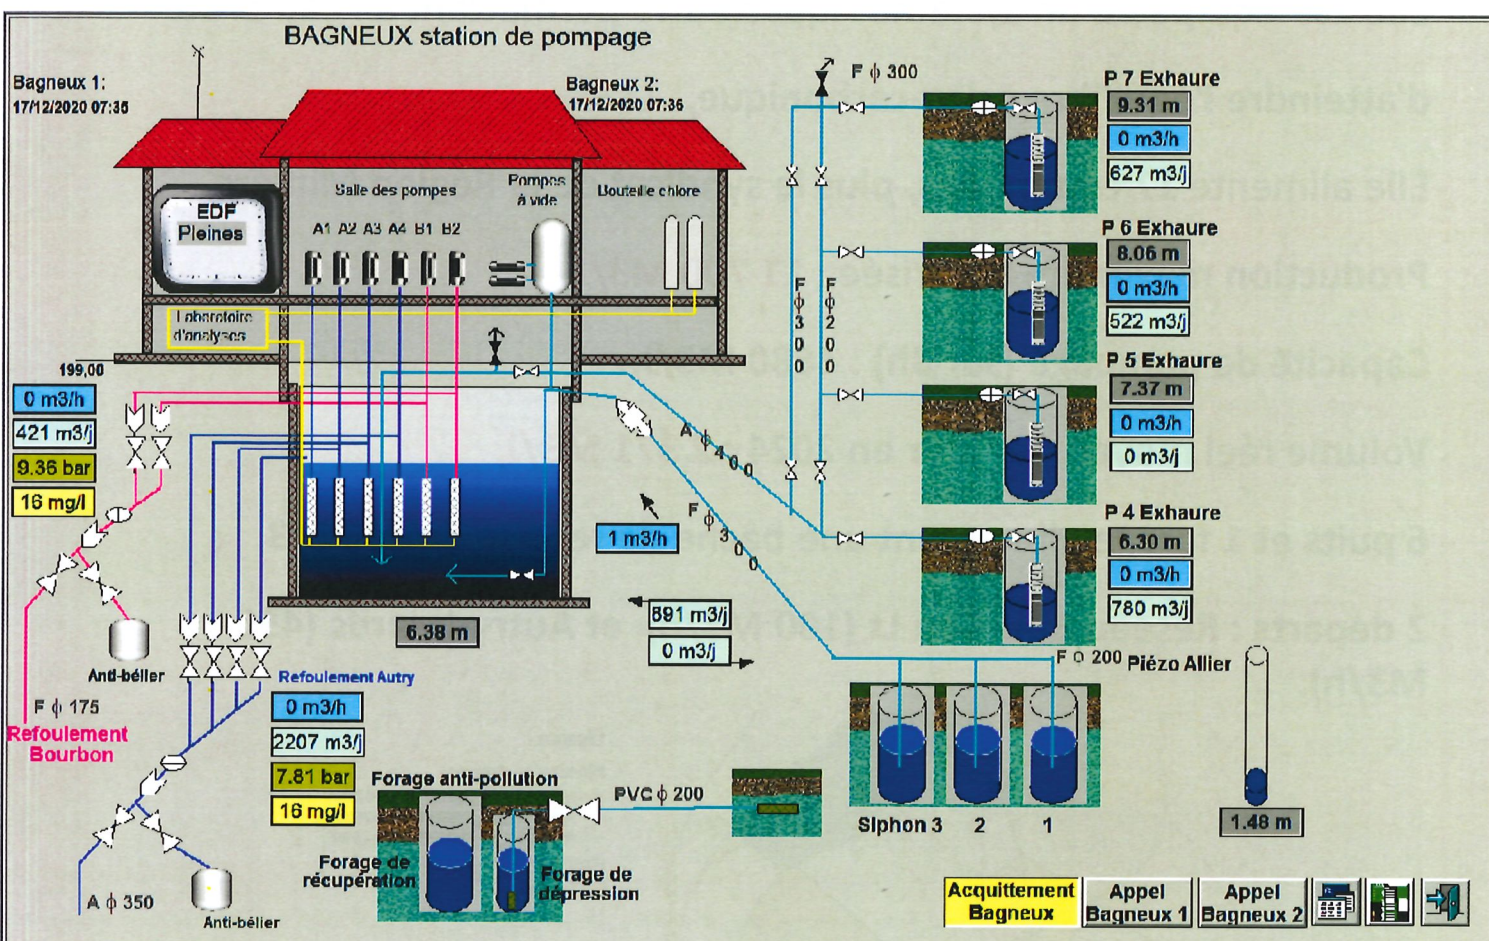 BAGNEUX station de pompage
Bagneux 1:
17/12/2020 07:35
Bagneux 2:
17/12/2020 07:36
EDF
Pleines
Salle des pompes
A1 A2 A3 A4 B1 B2
Pompes
à vide
Bouteille chlore
Laboratoire
d'analyses
199,00
0 m3/h
421 m3/j
9.36 bar
16 mg/l
Anti-bélier
F ϕ 175
Refoulement
Bourbon
Refoulement Autry
0 m3/h
2207 m3/j
7.81 bar
16 mg/l
A ϕ 350
Anti-bélier
6.38 m
A ϕ 400
F ϕ 300
1 m3/h
891 m3/j
0 m3/j
F ϕ 300
F ϕ 300
F ϕ 200
P 7 Exhaure
9.31 m
0 m3/h
627 m3/j
P 6 Exhaure
8.06 m
0 m3/h
522 m3/j
P 5 Exhaure
7.37 m
0 m3/h
0 m3/j
P 4 Exhaure
6.30 m
0 m3/h
780 m3/j
F ϕ 200
Piézo Allier
1.48 m
Siphon 3 2 1
Forage anti-pollution
PVC ϕ 200
Forage de
récupération
Forage de
dépression
Acquittement
Bagneux
Appel
Bagneux 1
Appel
Bagneux 2